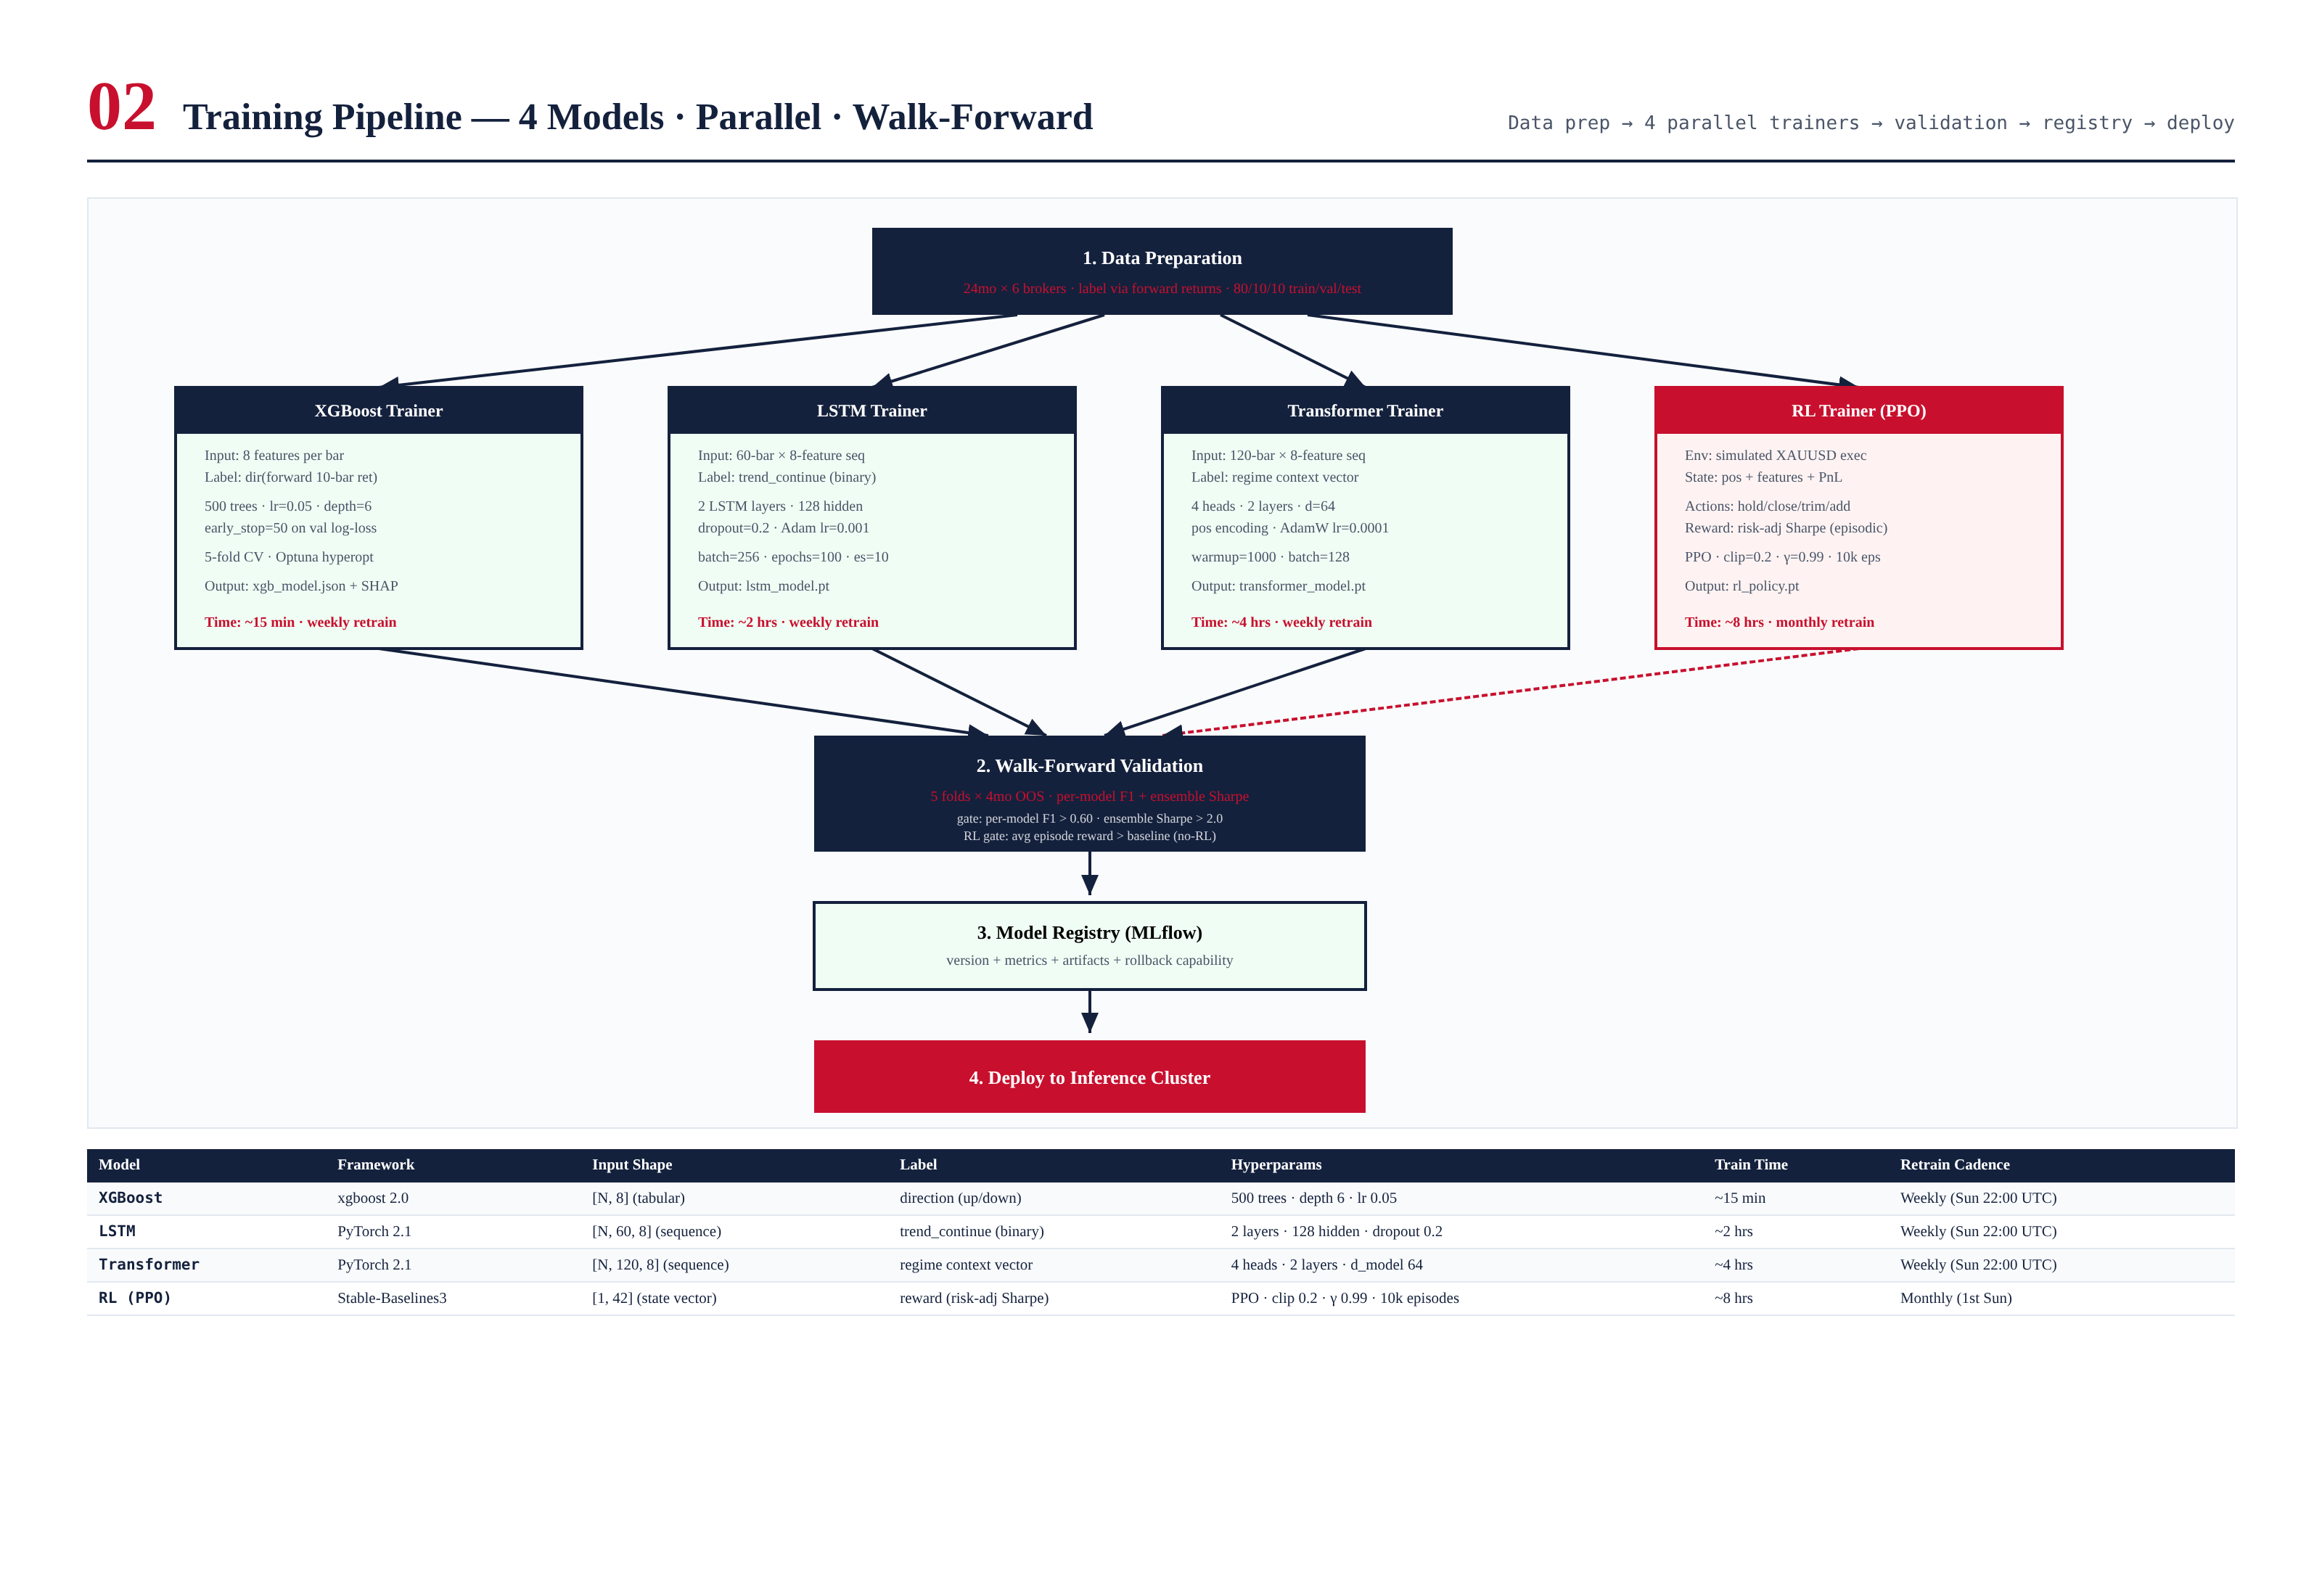 02 Training Pipeline — 4 Models · Parallel · Walk-Forward
Data prep → 4 parallel trainers → validation → registry → deploy
1. Data Preparation
24mo × 6 brokers · label via forward returns · 80/10/10 train/val/test
XGBoost Trainer
Input: 8 features per bar
Label: dir(forward 10-bar ret)
500 trees · lr=0.05 · depth=6
early_stop=50 on val log-loss
5-fold CV · Optuna hyperopt
Output: xgb_model.json + SHAP
Time: ~15 min · weekly retrain
LSTM Trainer
Input: 60-bar × 8-feature seq
Label: trend_continue (binary)
2 LSTM layers · 128 hidden
dropout=0.2 · Adam lr=0.001
batch=256 · epochs=100 · es=10
Output: lstm_model.pt
Time: ~2 hrs · weekly retrain
Transformer Trainer
Input: 120-bar × 8-feature seq
Label: regime context vector
4 heads · 2 layers · d=64
pos encoding · AdamW lr=0.0001
warmup=1000 · batch=128
Output: transformer_model.pt
Time: ~4 hrs · weekly retrain
RL Trainer (PPO)
Env: simulated XAUUSD exec
State: pos + features + PnL
Actions: hold/close/trim/add
Reward: risk-adj Sharpe (episodic)
PPO · clip=0.2 · γ=0.99 · 10k eps
Output: rl_policy.pt
Time: ~8 hrs · monthly retrain
2. Walk-Forward Validation
5 folds × 4mo OOS · per-model F1 + ensemble Sharpe
gate: per-model F1 > 0.60 · ensemble Sharpe > 2.0
RL gate: avg episode reward > baseline (no-RL)
3. Model Registry (MLflow)
version + metrics + artifacts + rollback capability
4. Deploy to Inference Cluster
Model Framework Input Shape Label Hyperparams Train Time Retrain Cadence
XGBoost xgboost 2.0 [N, 8] (tabular) direction (up/down) 500 trees · depth 6 · lr 0.05 ~15 min Weekly (Sun 22:00 UTC)
LSTM PyTorch 2.1 [N, 60, 8] (sequence) trend_continue (binary) 2 layers · 128 hidden · dropout 0.2 ~2 hrs Weekly (Sun 22:00 UTC)
Transformer PyTorch 2.1 [N, 120, 8] (sequence) regime context vector 4 heads · 2 layers · d_model 64 ~4 hrs Weekly (Sun 22:00 UTC)
RL (PPO) Stable-Baselines3 [1, 42] (state vector) reward (risk-adj Sharpe) PPO · clip 0.2 · γ 0.99 · 10k episodes ~8 hrs Monthly (1st Sun)